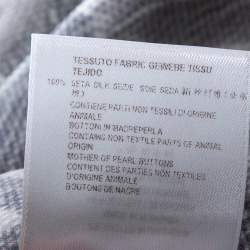 TESSUTO FABRIC GEWEBE TISSU
TEJIDO
100% SETA SILK SEIDE SOIE SEDA
CONTIENE PARTI NON TESSILI DI ORIGINE
ANIMALE
BOTTONI IN MADREPERLA
CONTAINS NON TEXTILE PARTS OF ANIMAL
ORIGIN
MOTHER OF PEARL BUTTONS
CONTIENT DES PARTIES NON TEXTILES
D'ORIGINE ANIMALE
BOUTONS DE NACRE